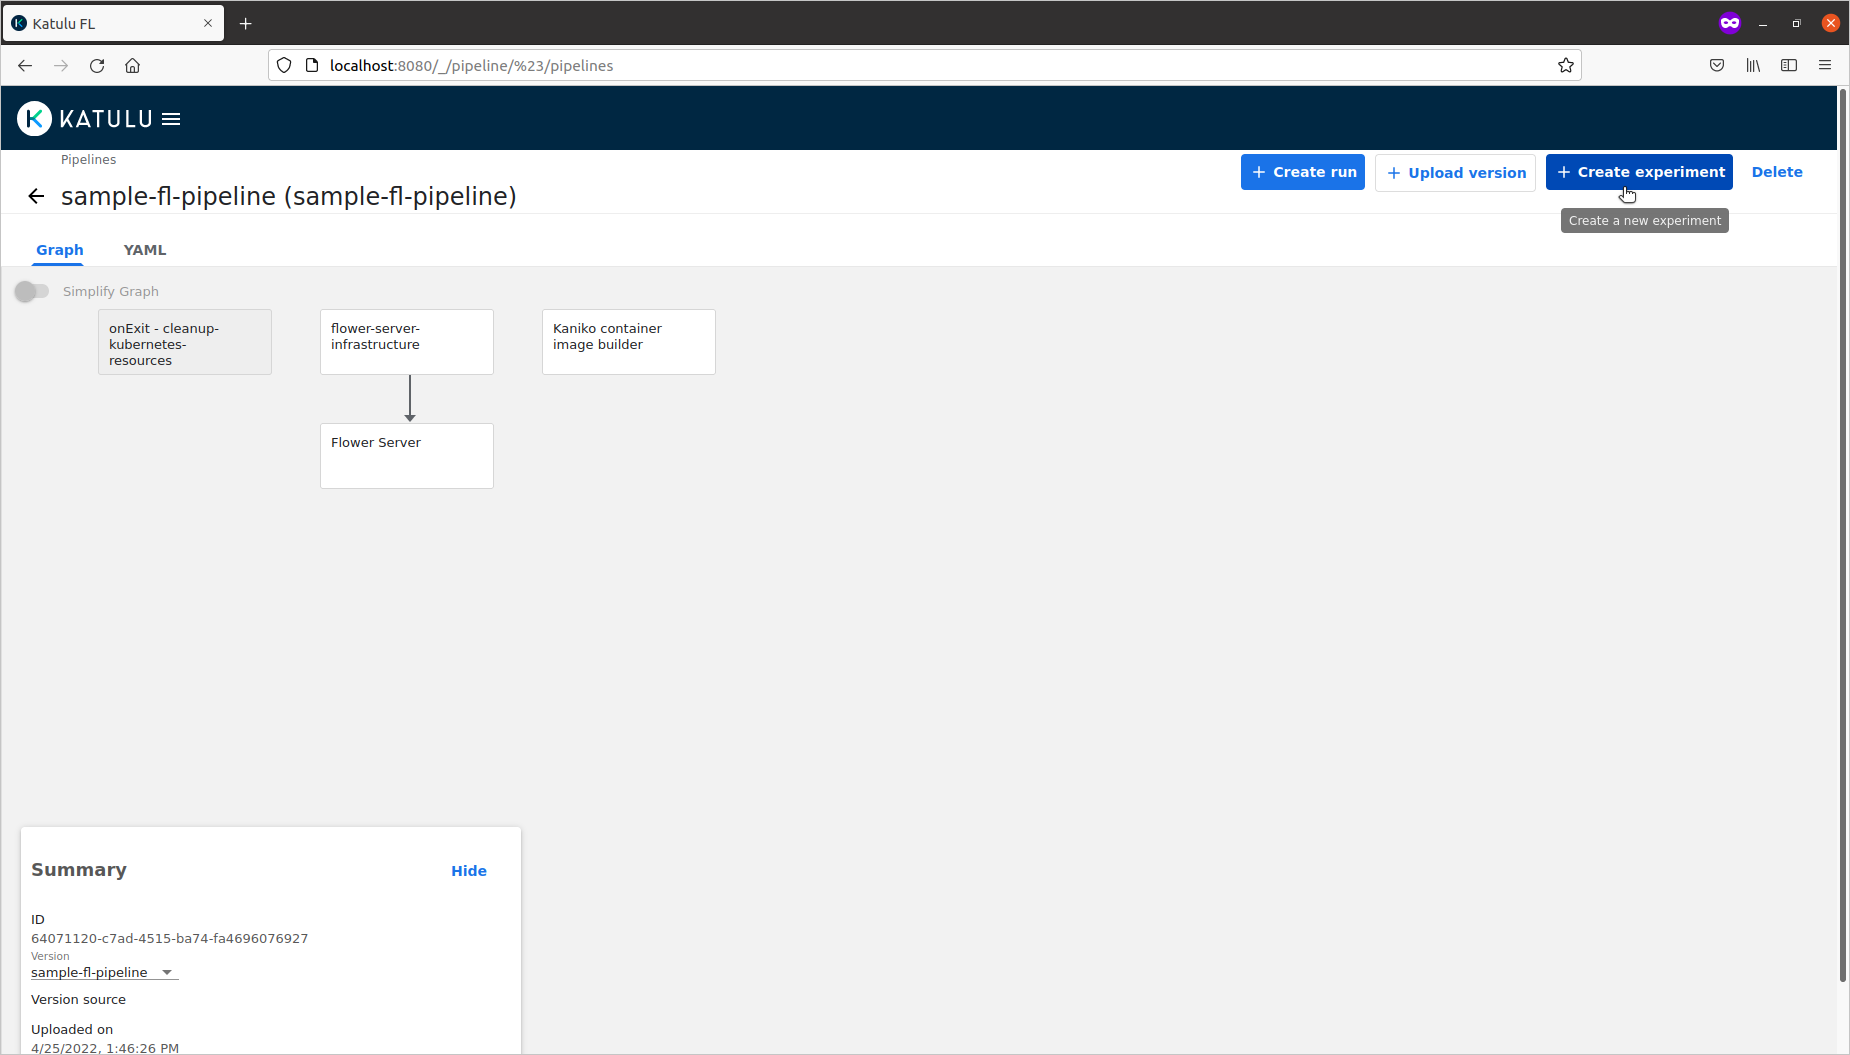 Katulu FL
localhost:8080/_/pipeline/%23/pipelines
KATULU
Pipelines
sample-fl-pipeline (sample-fl-pipeline)
+ Create run
+ Upload version
+ Create experiment
Delete
Create a new experiment
Graph
YAML
Simplify Graph
onExit - cleanup-
kubernetes-
resources
flower-server-
infrastructure
Kaniko container
image builder
Flower Server
Summary
Hide
ID
64071120-c7ad-4515-ba74-fa4696076927
Version
sample-fl-pipeline
Version source
Uploaded on
4/25/2022, 1:46:26 PM